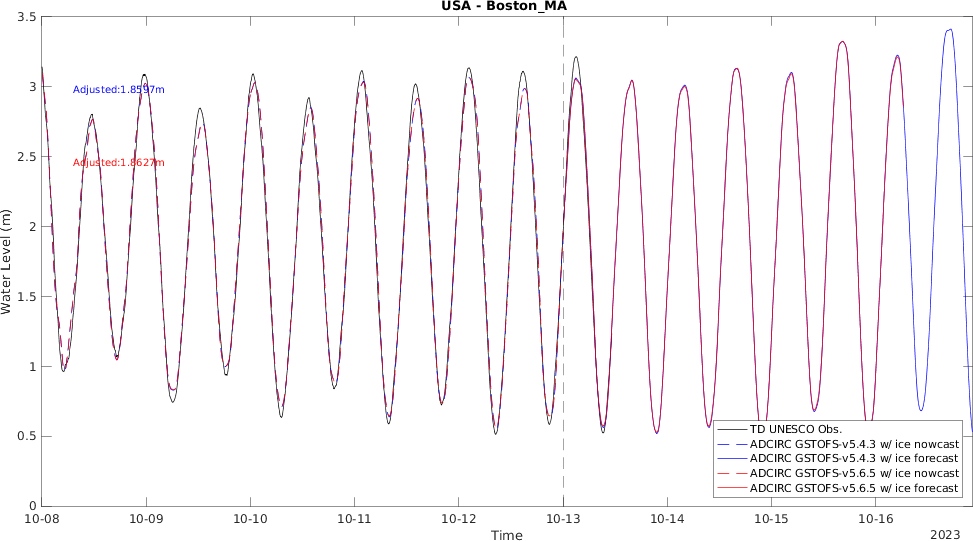 USA - Boston_MA
3.5
3
2.5
2
1.5
1
0.5
0
Water Level (m)
Adjusted:1.8597m
Adjusted:1.8627m
TD UNESCO Obs.
ADCIRC GSTOFS-v5.4.3 w/ ice nowcast
ADCIRC GSTOFS-v5.4.3 w/ ice forecast
ADCIRC GSTOFS-v5.6.5 w/ ice nowcast
ADCIRC GSTOFS-v5.6.5 w/ ice forecast
10-08 10-09 10-10 10-11 10-12 10-13 10-14 10-15 10-16
Time
2023